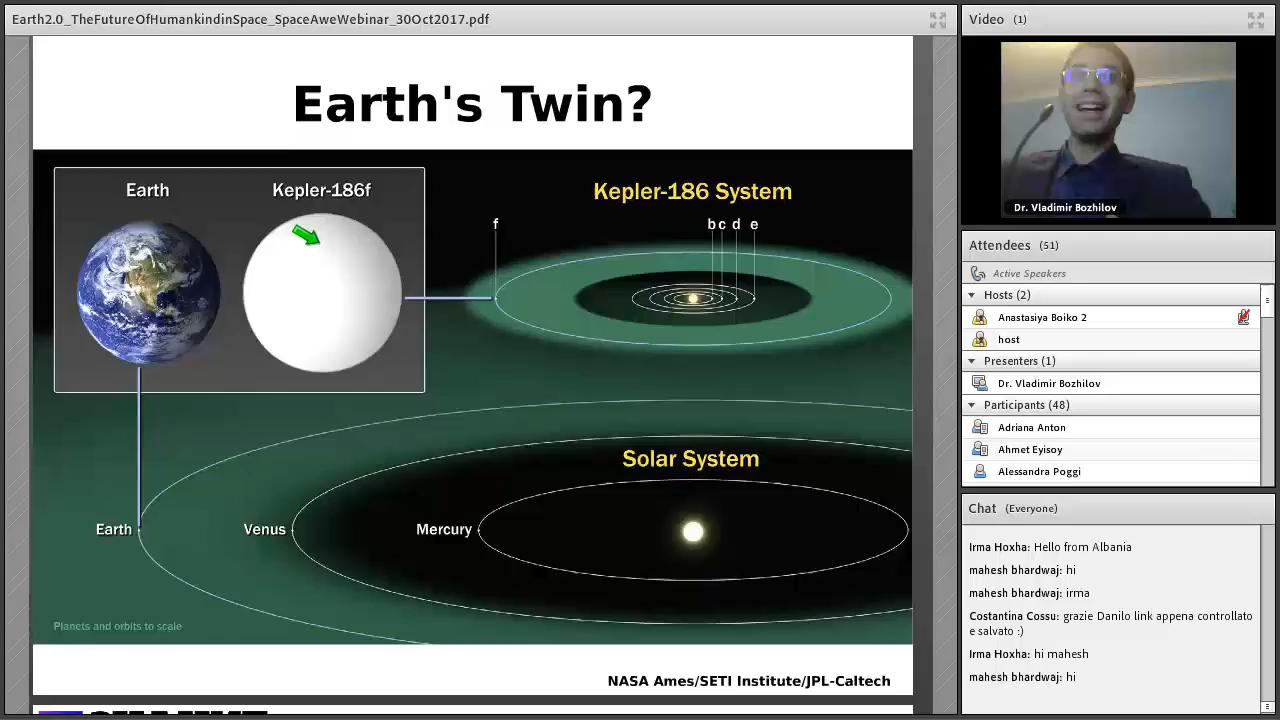 Earth2.0_TheFutureOfHumankindinSpace_SpaceAweWebinar_30Oct2017.pdf
Earth's Twin?
Earth
Kepler-186f
Kepler-186 System
f
b c d e
Solar System
Earth
Venus
Mercury
Planets and orbits to scale
NASA Ames/SETI Institute/JPL-Caltech
Video (1)
Dr. Vladimir Bozhilov
Attendees (51)
Active Speakers
Hosts (2)
Anastasiya Boiko 2
host
Presenters (1)
Dr. Vladimir Bozhilov
Participants (48)
Adriana Anton
Ahmet Eyisoy
Alessandra Poggi
Chat (Everyone)
Irma Hoxha: Hello from Albania
mahesh bhardwaj: hi
mahesh bhardwaj: irma
Costantina Cossu: grazie Danilo link appena controllato
e salvato :)
Irma Hoxha: hi mahesh
mahesh bhardwaj: hi